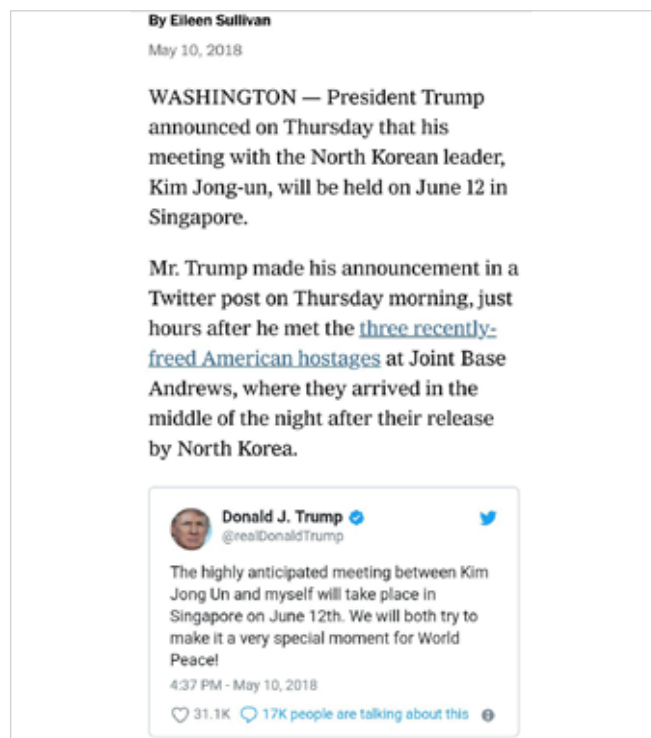 By Eileen Sullivan
May 10, 2018
WASHINGTON — President Trump
announced on Thursday that his
meeting with the North Korean leader,
Kim Jong-un, will be held on June 12 in
Singapore.
Mr. Trump made his announcement in a
Twitter post on Thursday morning, just
hours after he met the three recently-
freed American hostages at Joint Base
Andrews, where they arrived in the
middle of the night after their release
by North Korea.
Donald J. Trump
@realDonaldTrump
The highly anticipated meeting between Kim
Jong Un and myself will take place in
Singapore on June 12th. We will both try to
make it a very special moment for World
Peace!
4:37 PM - May 10, 2018
31.1K 17K people are talking about this